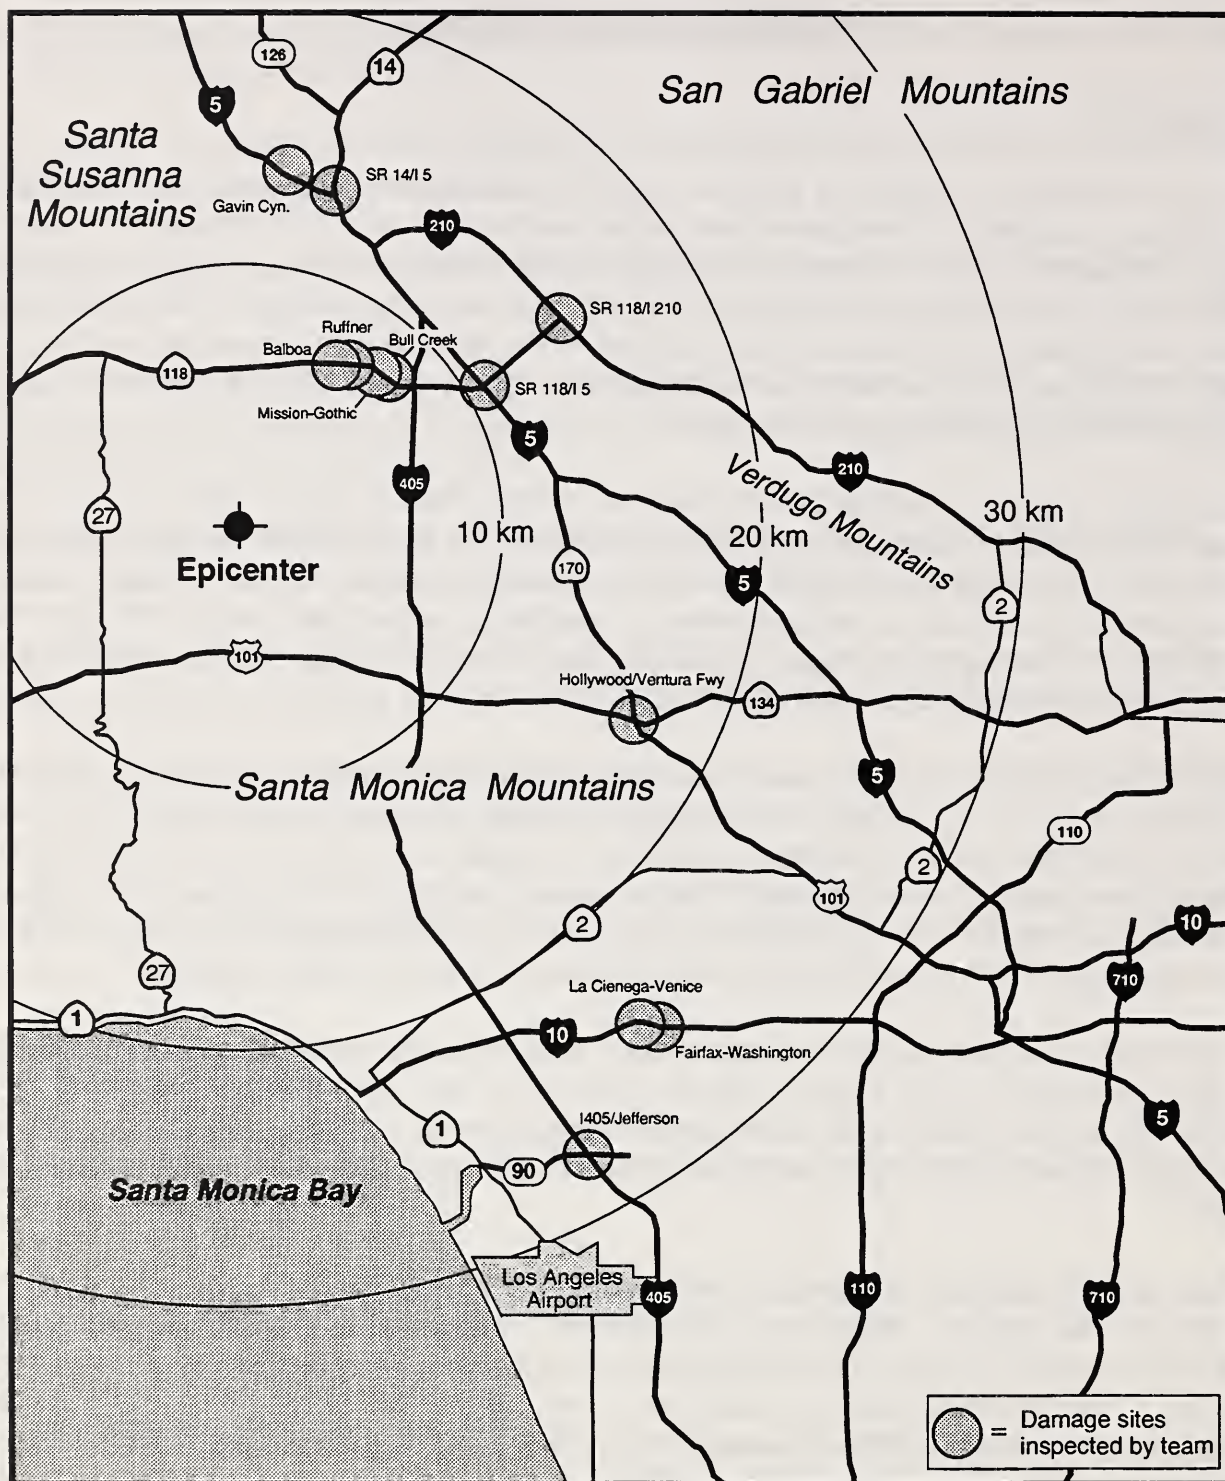 126
14
San Gabriel Mountains
5
Santa
Susanna
Mountains
SR 14/I 5
Gavin Cyn.
210
SR 118/I 210
Ruffner
Balboa
Bull Creek
118
SR 118/I 5
Mission-Gothic
5
210
405
Verdugo Mountains
27
Epicenter
10 km
20 km
30 km
170
5
2
101
Hollywood/Ventura Fwy
134
5
Santa Monica Mountains
110
2
101
2
10
27
710
La Cienega-Venice
1
10
Fairfax-Washington
I405/Jefferson
1
5
90
Santa Monica Bay
Los Angeles
Airport
405
110
710
= Damage sites
inspected by team